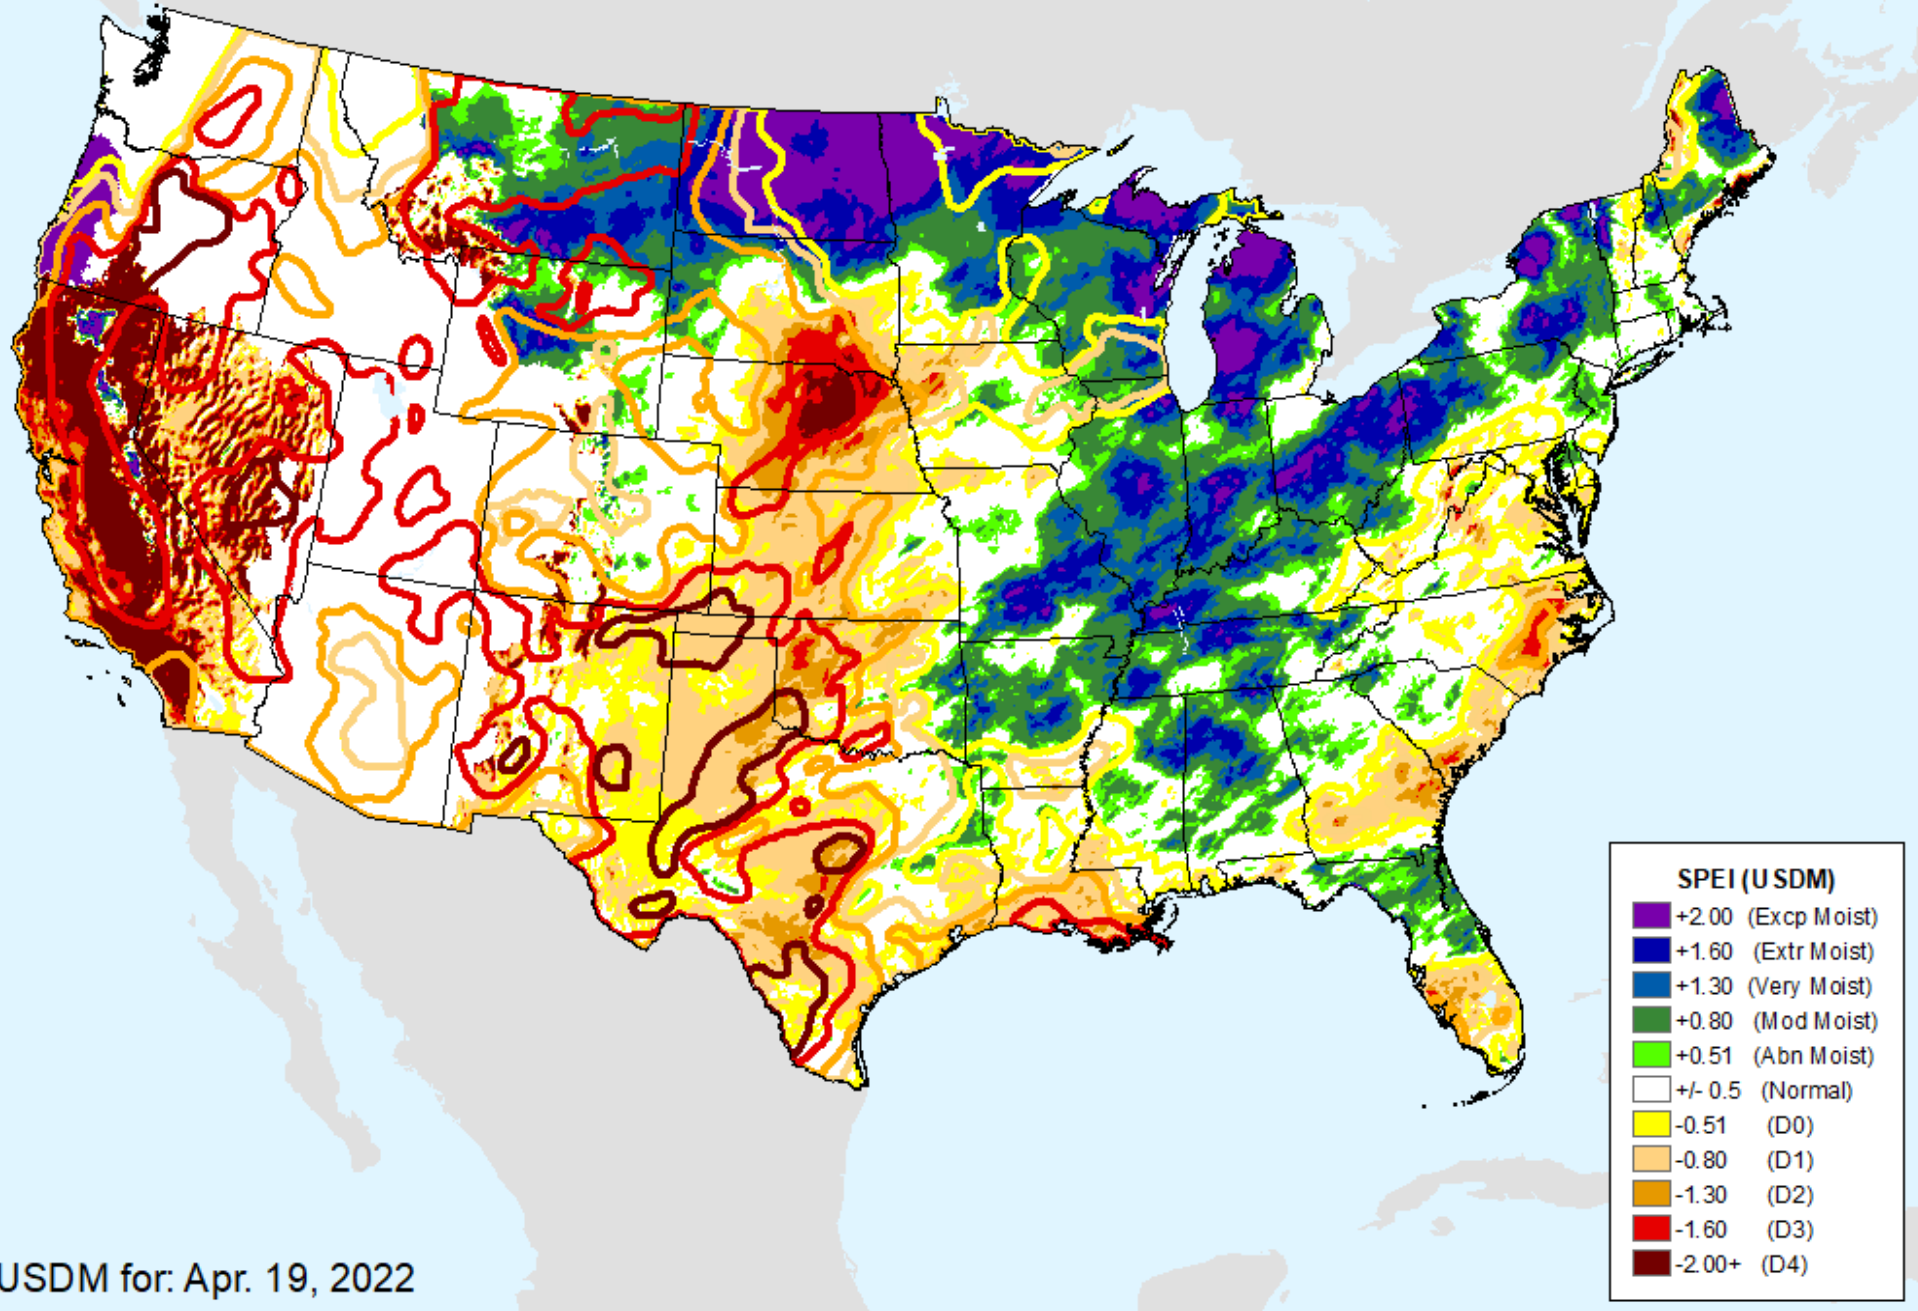 SPEI (USDM)
+2.00 (Excp Moist)
+1.60 (Extr Moist)
+1.30 (Very Moist)
+0.80 (Mod Moist)
+0.51 (Abn Moist)
+/- 0.5 (Normal)
-0.51 (D0)
-0.80 (D1)
-1.30 (D2)
-1.60 (D3)
-2.00+ (D4)
USDM for: Apr. 19, 2022